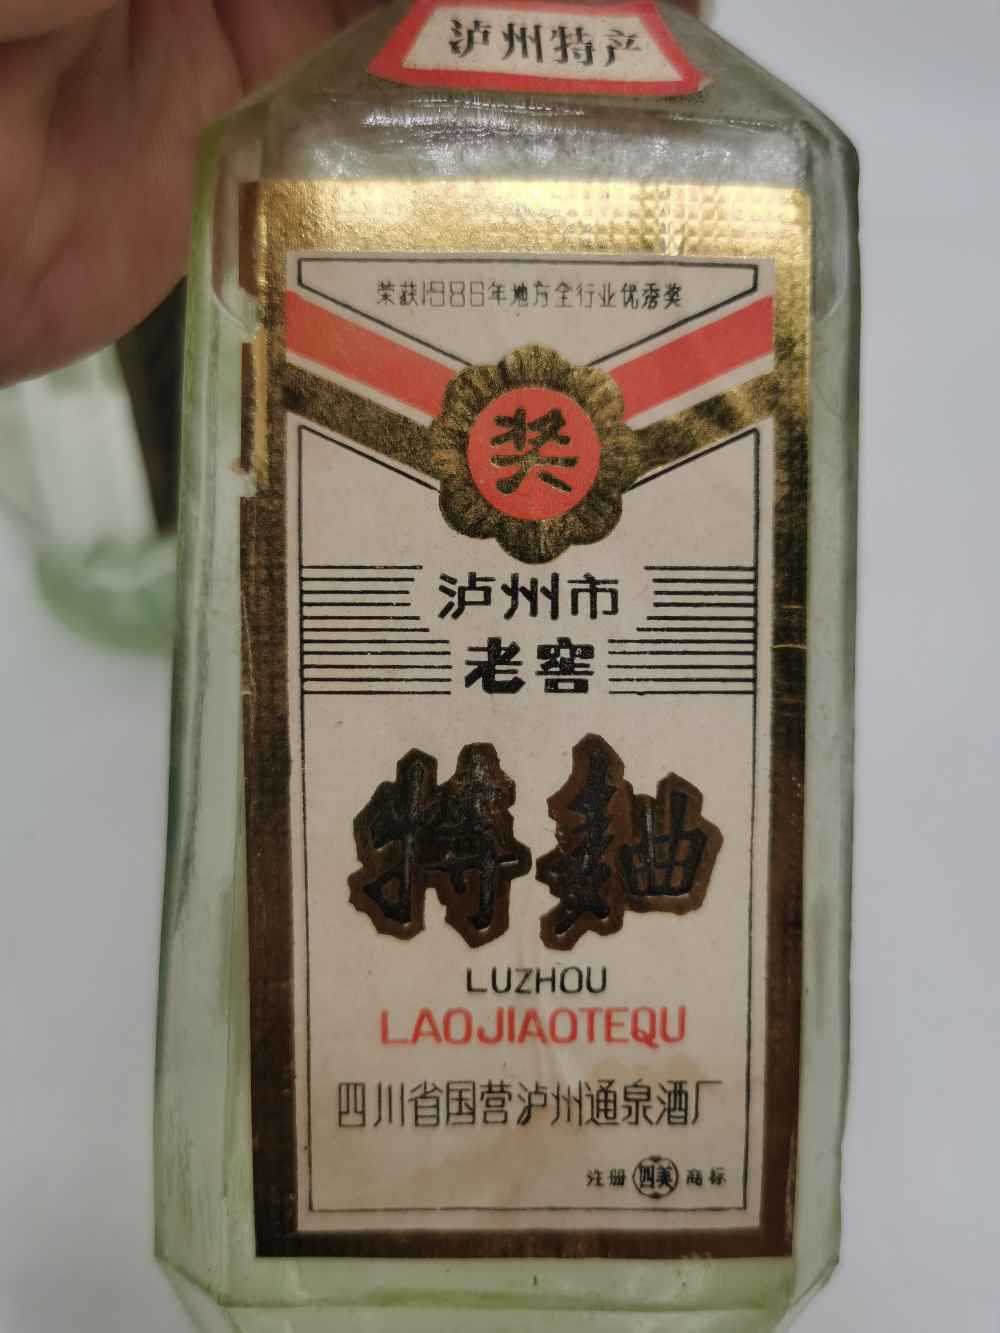 泸州特产
荣获1988年地方全行业优秀奖
奖
泸州市
老窖
特麯
LUZHOU
LAOJIAOTEQU
四川省国营泸州通泉酒厂
注册 四美 商标